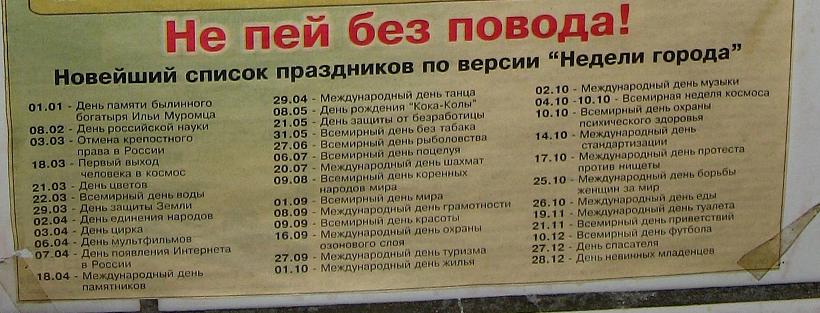 Не пей без повода!
Новейший список праздников по версии “Недели города”
01.01 - День памяти былинного
богатыря Ильи Муромца
08.02 - День российской науки
03.03 - Отмена крепостного
права в России
18.03 - Первый выход
человека в космос
21.03 - День цветов
22.03 - Всемирный день воды
29.03 - День защиты Земли
02.04 - День единения народов
03.04 - День цирка
06.04 - День мультфильмов
07.04 - День появления Интернета
в России
18.04 - Международный день
памятников
29.04 - Международный день танца
08.05 - День рождения “Кока-Колы”
21.05 - День защиты от безработицы
31.05 - Всемирный день без табака
27.06 - Всемирный день рыболовства
06.07 - Всемирный день поцелуя
20.07 - Международный день шахмат
09.08 - Всемирный день коренных
народов мира
01.09 - Всемирный день мира
08.09 - Международный день грамотности
09.09 - Всемирный день красоты
16.09 - Международный день охраны
озонового слоя
27.09 - Международный день туризма
01.10 - Международный день жилья
02.10 - Международный день музыки
04.10 -10.10 - Всемирная неделя космоса
10.10 - Всемирный день охраны
психического здоровья
14.10 - Международный день
стандартизации
17.10 - Международный день протеста
против нищеты
25.10 - Международный день борьбы
женщин за мир
26.10 - Международный день еды
19.11 - Международный день туалета
21.11 - Всемирный день приветствий
10.12 - Всемирный день футбола
27.12 - День спасателя
28.12 - День невинных младенцев